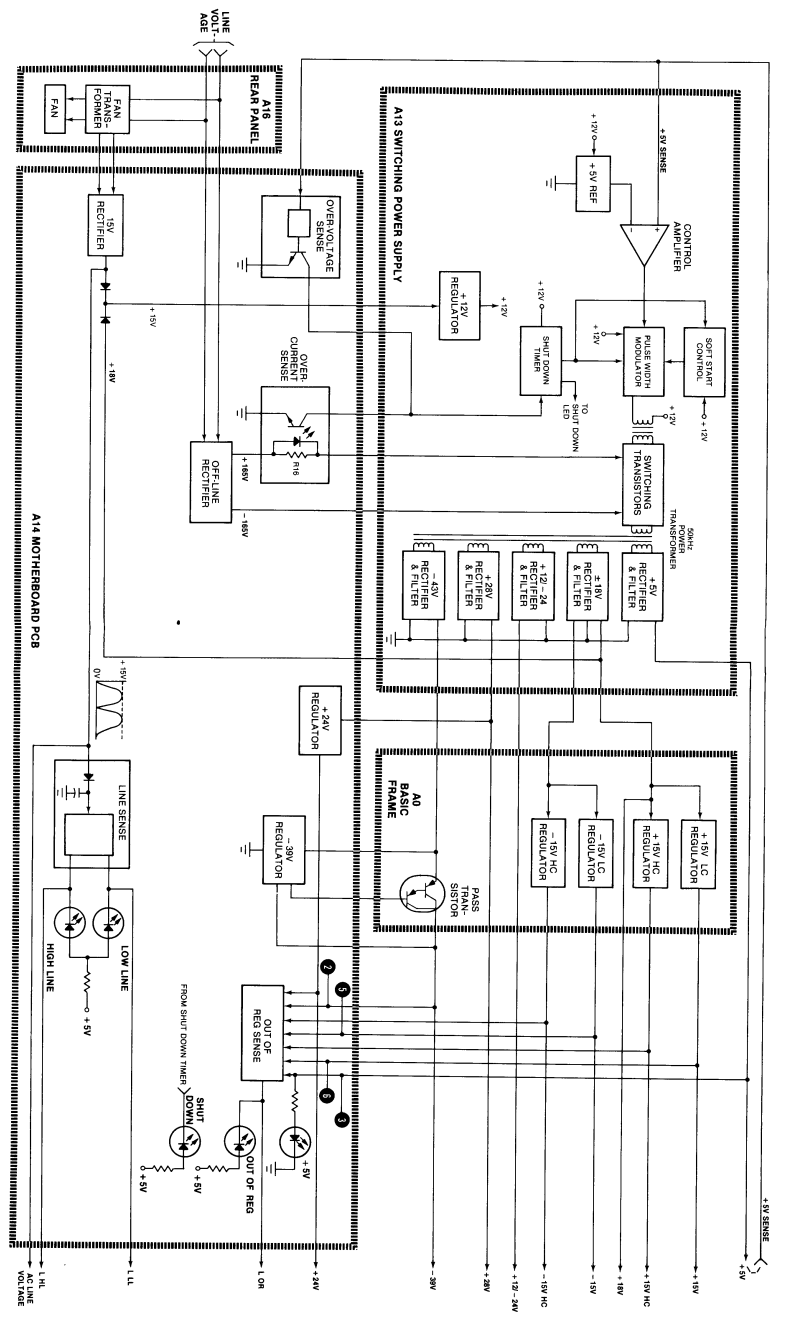 LINE
VOLT-
AGE
A16
REAR PANEL
FAN
TRANS-
FORMER
FAN
A13 SWITCHING POWER SUPPLY
+5V SENSE
+ 12V
+ 5V REF
CONTROL
AMPLIFIER
+
−
SOFT START
CONTROL
+ 12V
PULSE WIDTH
MODULATOR
+ 12V
+ 12V
SHUT DOWN
TIMER
+ 12V
TO
SHUT DOWN
LED
+ 12V
REGULATOR
+ 12V
SWITCHING
TRANSISTORS
50kHz
POWER
TRANSFORMER
+ 5V
RECTIFIER
& FILTER
± 18V
RECTIFIER
& FILTER
+ 12/ − 24
RECTIFIER
& FILTER
+ 28V
RECTIFIER
& FILTER
− 43V
RECTIFIER
& FILTER
OVER-VOLTAGE
SENSE
15V
RECTIFIER
+ 15V
+ 18V
OVER-
CURRENT
SENSE
R16
+ 165V
− 165V
OFF-LINE
RECTIFIER
A14 MOTHERBOARD PCB
+ 15V
0V
LINE SENSE
LOW LINE
HIGH LINE
+ 5V
+ 24V
REGULATOR
− 39V
REGULATOR
A0
BASIC
FRAME
+ 15V LC
REGULATOR
+ 15V HC
REGULATOR
− 15V LC
REGULATOR
− 15V HC
REGULATOR
PASS
TRAN-
SISTOR
2
5
6
3
OUT OF
REG SENSE
+ 5V
OUT OF REG
+ 5V
FROM SHUT DOWN TIMER
SHUT
DOWN
+ 5V
+5V SENSE
+5V
+ 15V
+ 15V HC
+ 18V
− 15V
− 15V HC
+ 12/ − 24V
+ 28V
− 39V
+ 24V
L OR
L LL
L HL
AC LINE
VOLTAGE